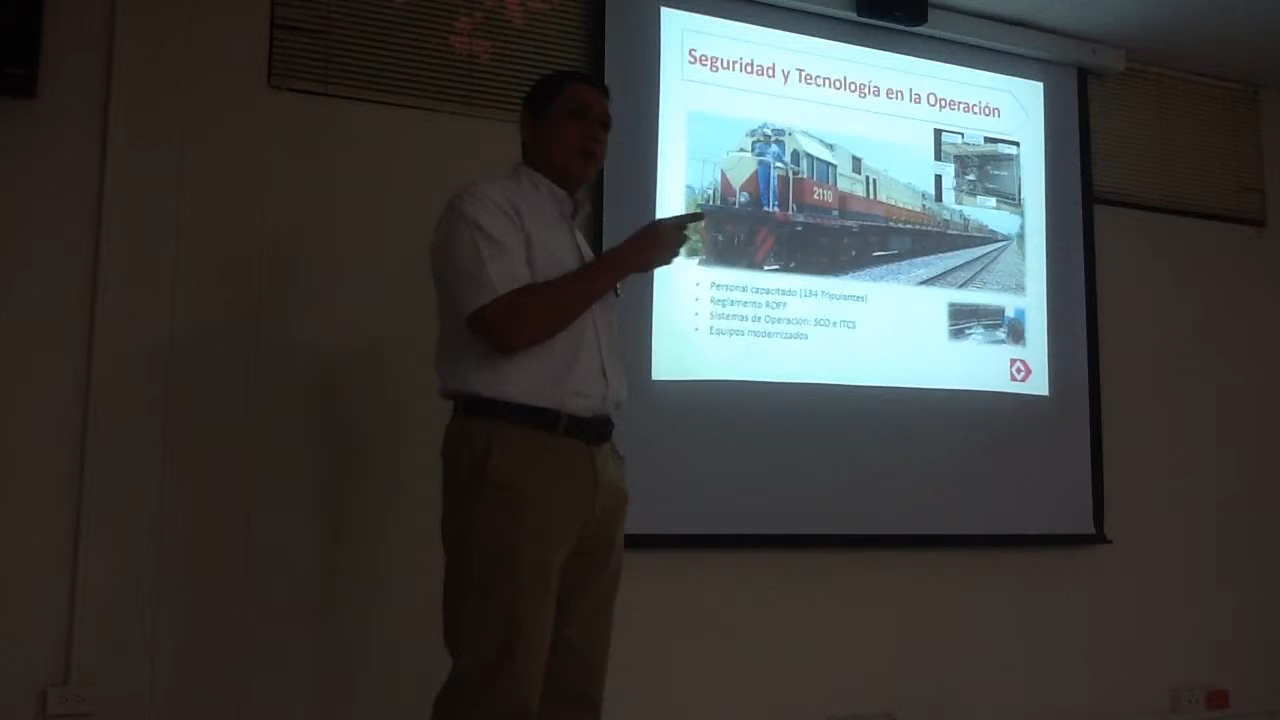 Seguridad y Tecnología en la Operación
2110
• Personal capacitado (134 Tripulantes)
• Reglamento ROFF
• Sistemas de Operación: SCO e ITCS
• Equipos modernizados